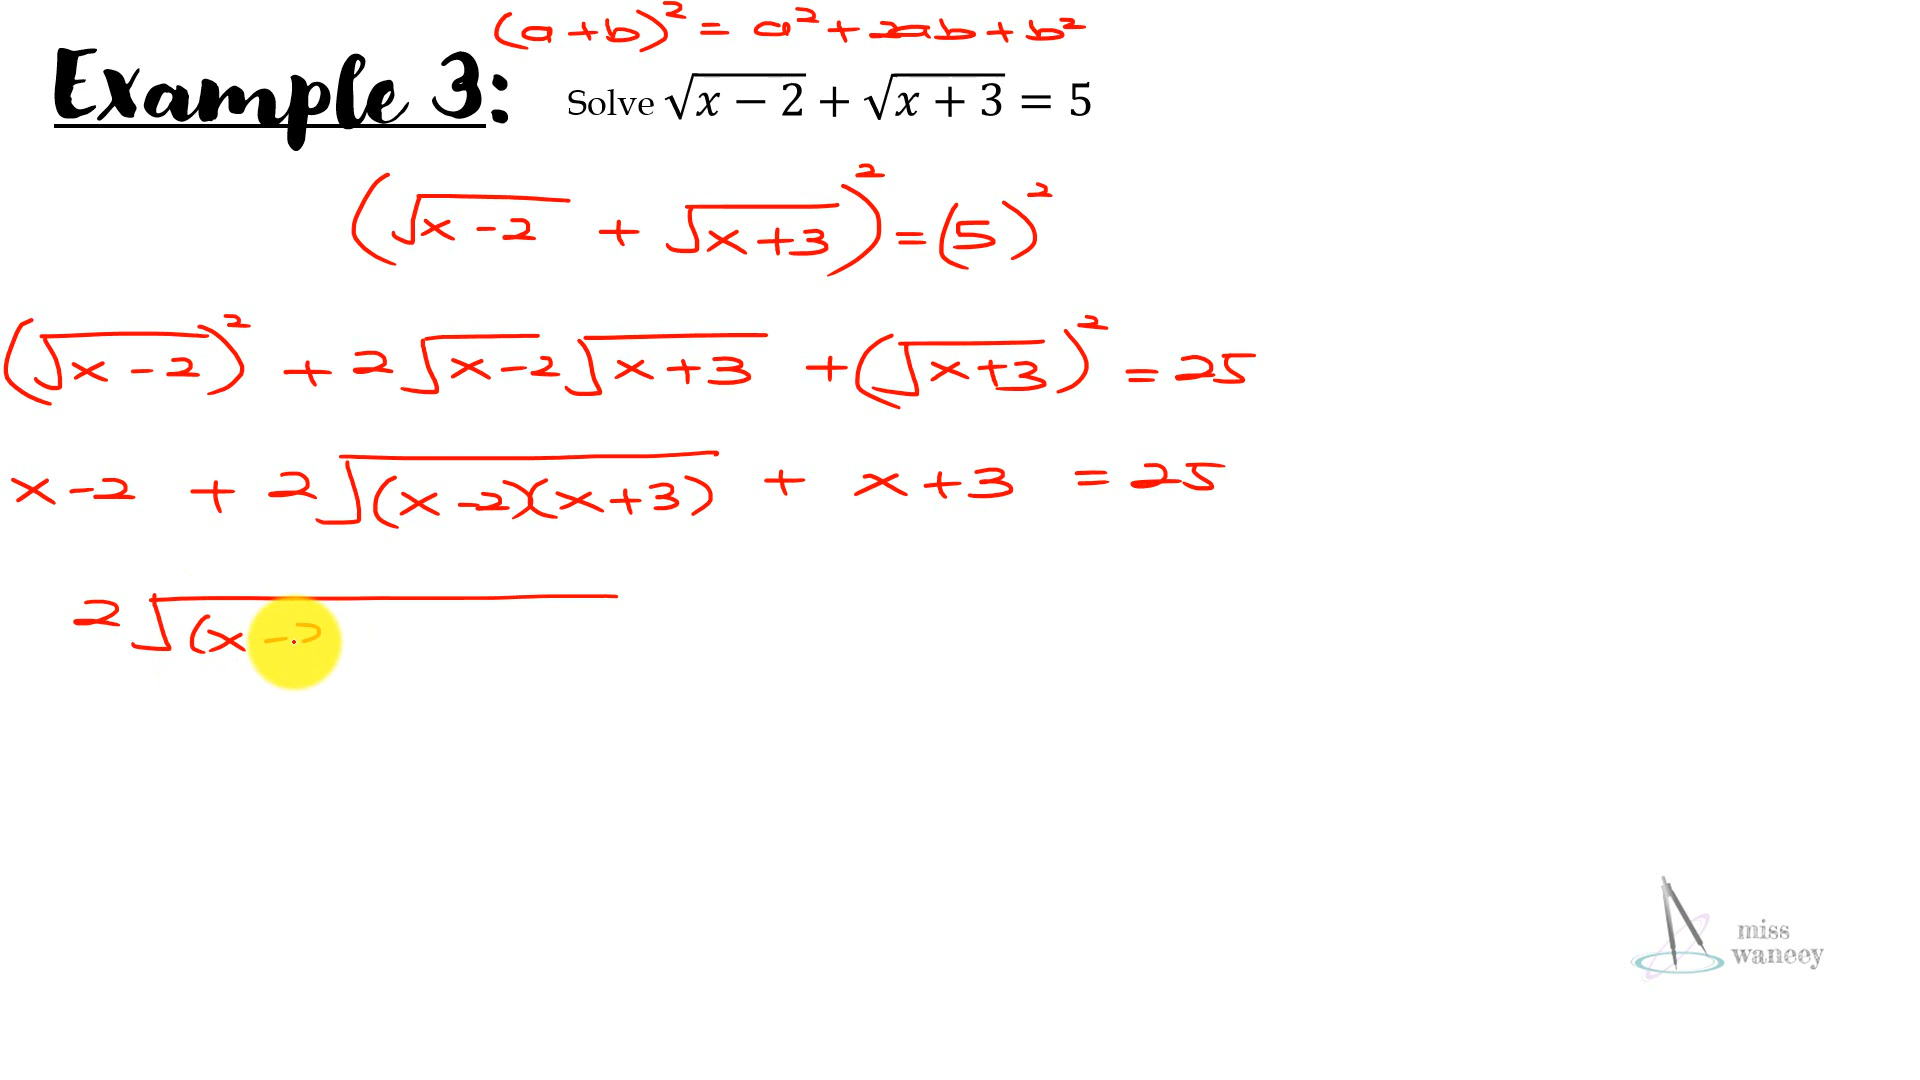 (a+b)² = a² + 2ab + b²
Example 3: Solve √(x − 2) + √(x + 3) = 5
(√(x-2) + √(x+3))² = (5)²
(√(x-2))² + 2√(x-2)√(x+3) + (√(x+3))² = 25
x-2 + 2√((x-2)(x+3)) + x+3 = 25
2√((x-2
miss
waneey